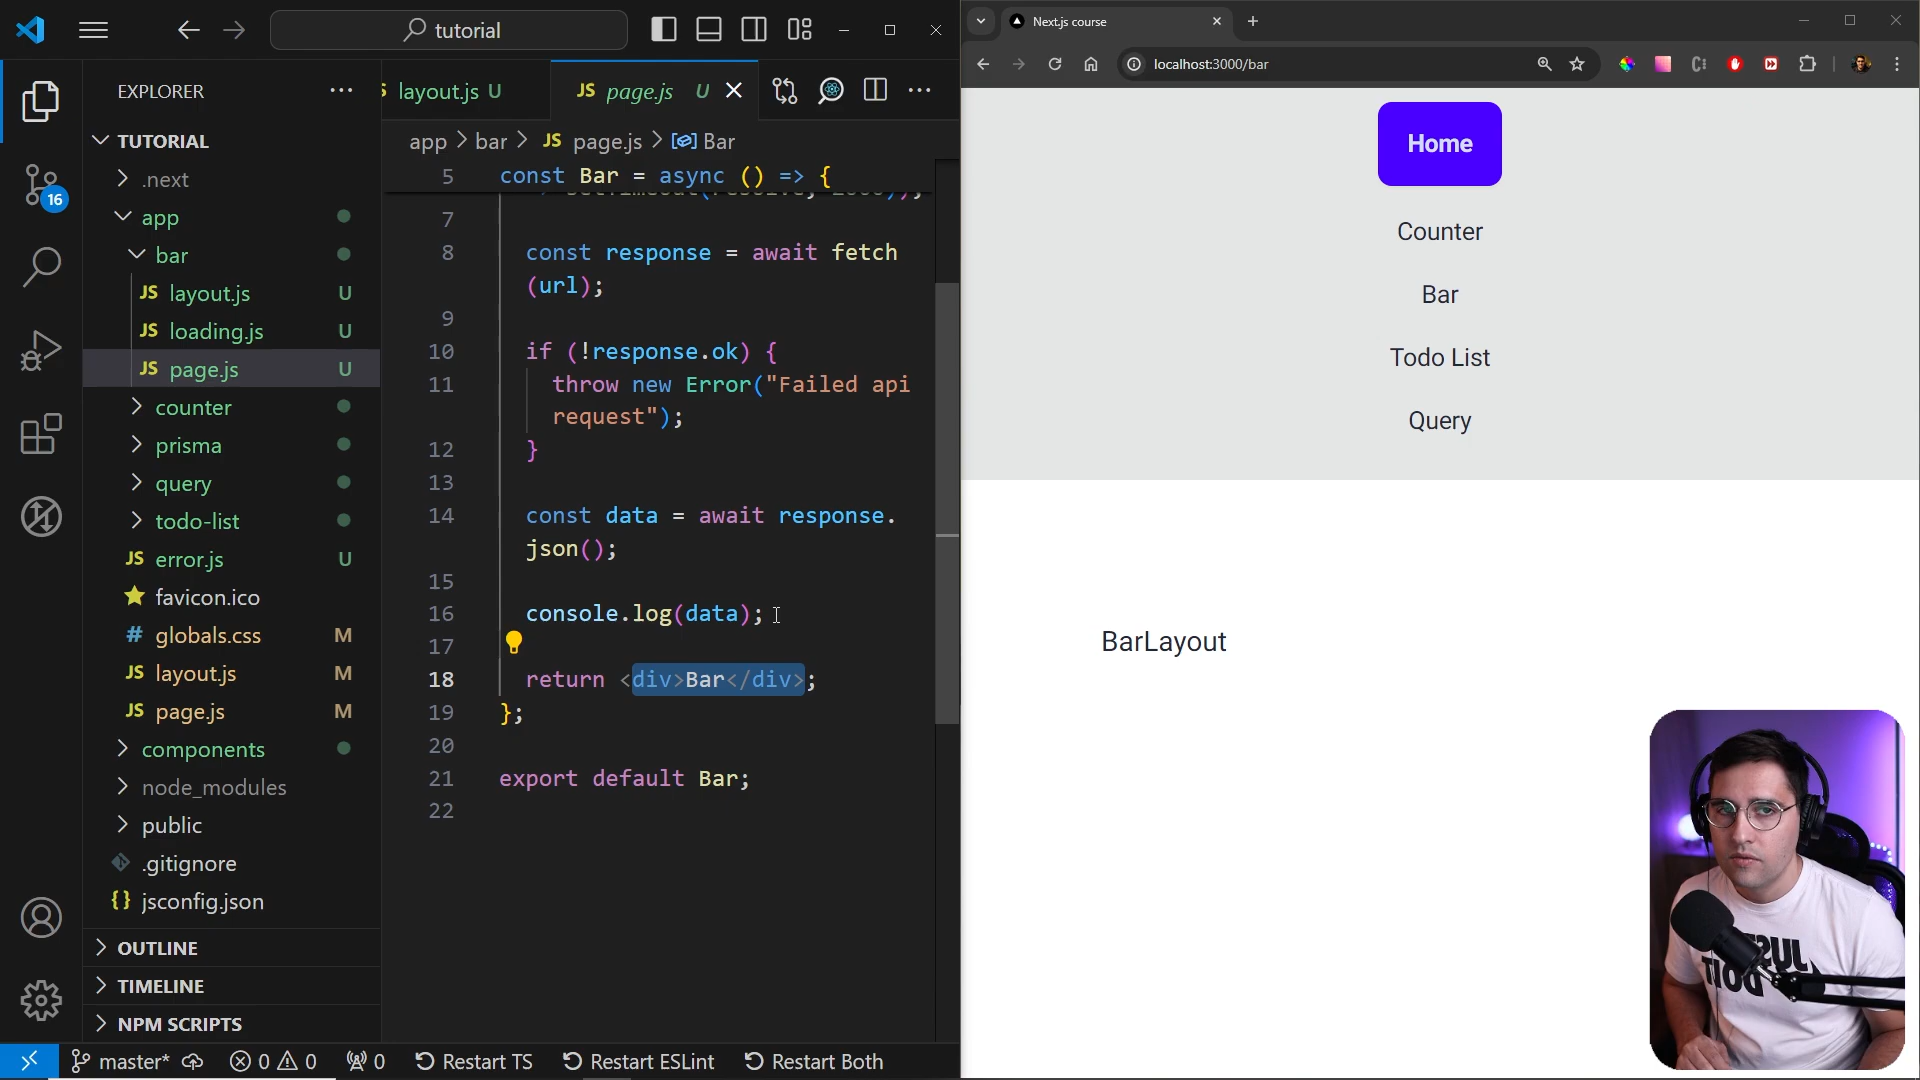 tutorial
EXPLORER
TUTORIAL
.next
app
bar
layout.js U
loading.js U
page.js U
counter
prisma
query
todo-list
error.js U
favicon.ico
# globals.css M
layout.js M
page.js M
components
node_modules
public
.gitignore
{} jsconfig.json
OUTLINE
TIMELINE
NPM SCRIPTS
16
layout.js U
JS page.js U
app > bar > JS page.js > Bar
5 const Bar = async () => {
7
8 const response = await fetch
(url);
9
10 if (!response.ok) {
11 throw new Error("Failed api
request");
12 }
13
14 const data = await response.
json();
15
16 console.log(data);
17
18 return <div>Bar</div>;
19 };
20
21 export default Bar;
22
master* 0 0 0 Restart TS Restart ESLint Restart Both
Next.js course
localhost:3000/bar
Home
Counter
Bar
Todo List
Query
BarLayout